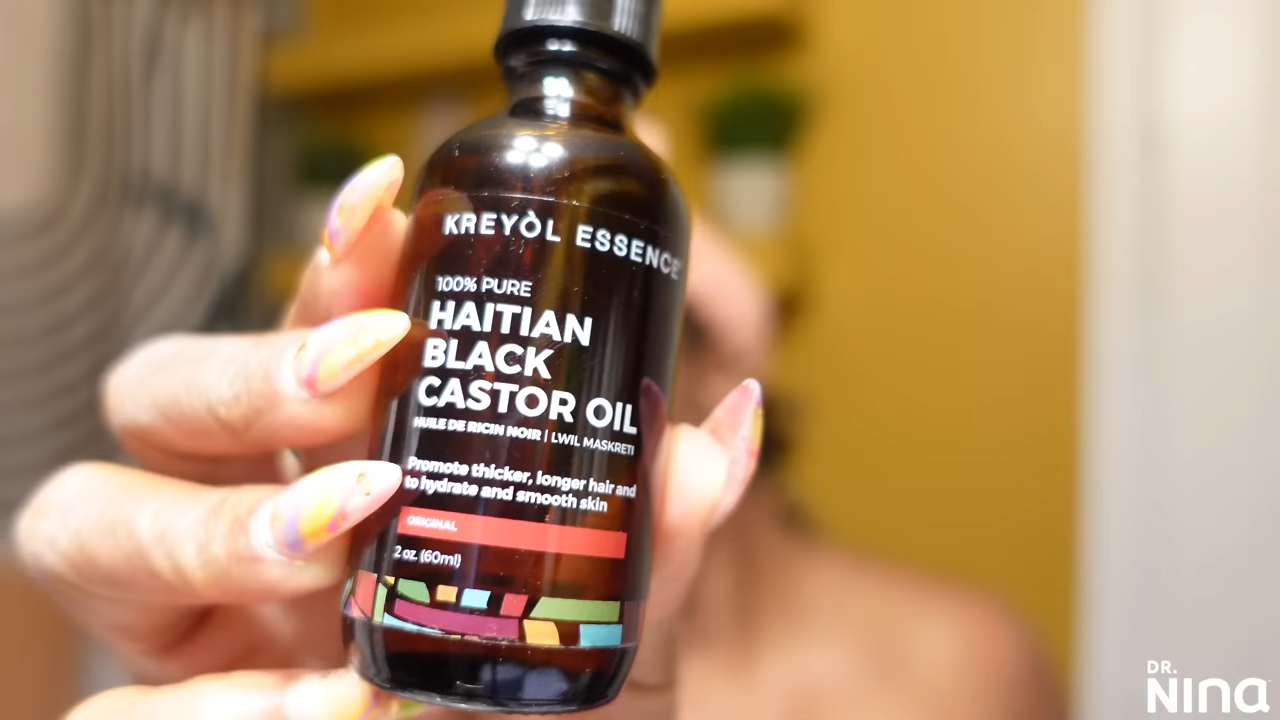 KREYÒL ESSENCE
100% PURE
HAITIAN
BLACK
CASTOR OIL
HUILE DE RICIN NOIR | LWIL MASKRETI
Promote thicker, longer hair and
to hydrate and smooth skin
ORIGINAL
2 oz. (60ml)
DR.
Nina